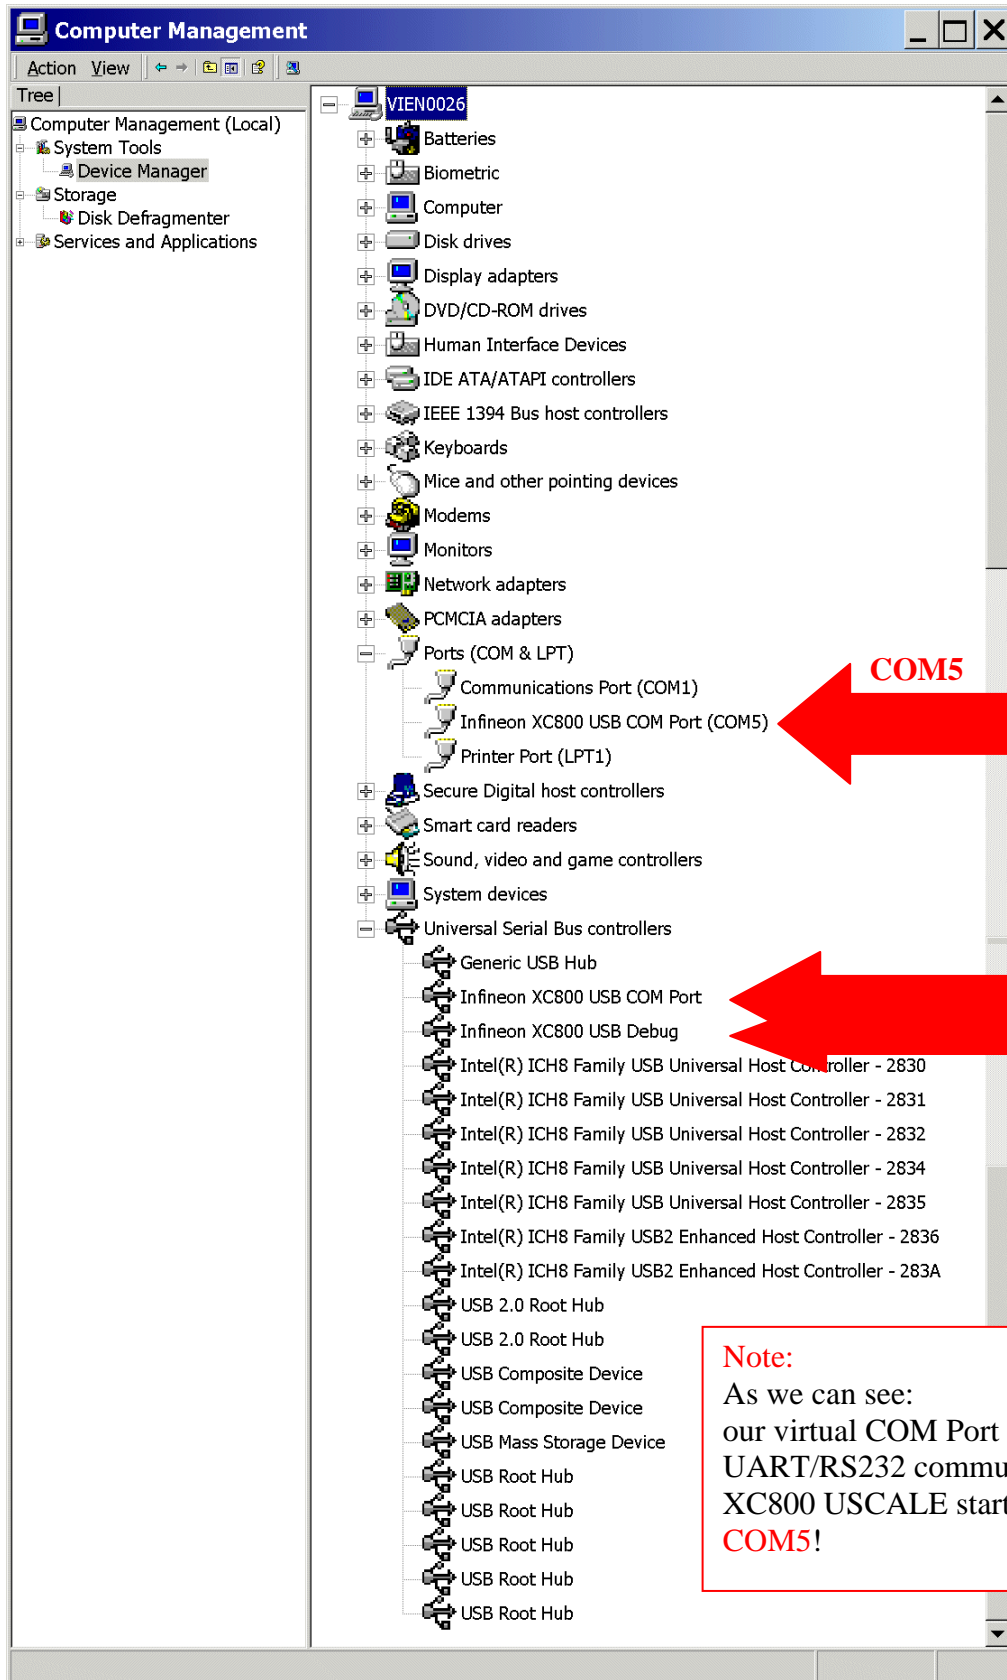 Computer Management
Action View
Tree
Computer Management (Local)
System Tools
Device Manager
Storage
Disk Defragmenter
Services and Applications
VIEN0026
Batteries
Biometric
Computer
Disk drives
Display adapters
DVD/CD-ROM drives
Human Interface Devices
IDE ATA/ATAPI controllers
IEEE 1394 Bus host controllers
Keyboards
Mice and other pointing devices
Modems
Monitors
Network adapters
PCMCIA adapters
Ports (COM & LPT)
Communications Port (COM1)
COM5
Infineon XC800 USB COM Port (COM5)
Printer Port (LPT1)
Secure Digital host controllers
Smart card readers
Sound, video and game controllers
System devices
Universal Serial Bus controllers
Generic USB Hub
Infineon XC800 USB COM Port
Infineon XC800 USB Debug
Intel(R) ICH8 Family USB Universal Host Controller - 2830
Intel(R) ICH8 Family USB Universal Host Controller - 2831
Intel(R) ICH8 Family USB Universal Host Controller - 2832
Intel(R) ICH8 Family USB Universal Host Controller - 2834
Intel(R) ICH8 Family USB Universal Host Controller - 2835
Intel(R) ICH8 Family USB2 Enhanced Host Controller - 2836
Intel(R) ICH8 Family USB2 Enhanced Host Controller - 283A
USB 2.0 Root Hub
USB 2.0 Root Hub
USB Composite Device
USB Composite Device
USB Mass Storage Device
USB Root Hub
USB Root Hub
USB Root Hub
USB Root Hub
USB Root Hub
Note:
As we can see:
our virtual COM Port
UART/RS232 commu
XC800 USCALE start
COM5!